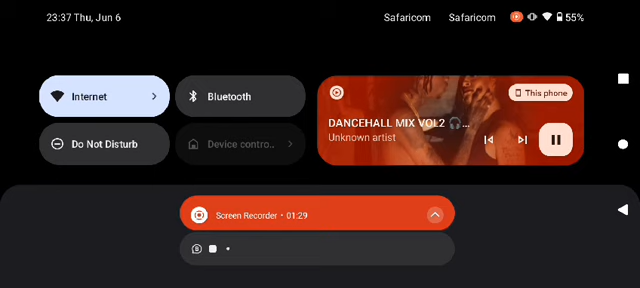 23:37 Thu, Jun 6
Safaricom
Safaricom
55%
Internet
Bluetooth
This phone
DANCEHALL MIX VOL2 🎧...
Unknown artist
Do Not Disturb
Device contro..
Screen Recorder • 01:29